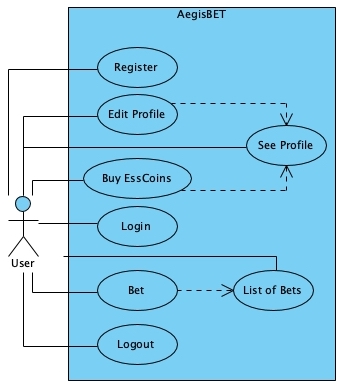 AegisBET
Register
Edit Profile
See Profile
Buy EssCoins
Login
User
Bet
List of Bets
Logout